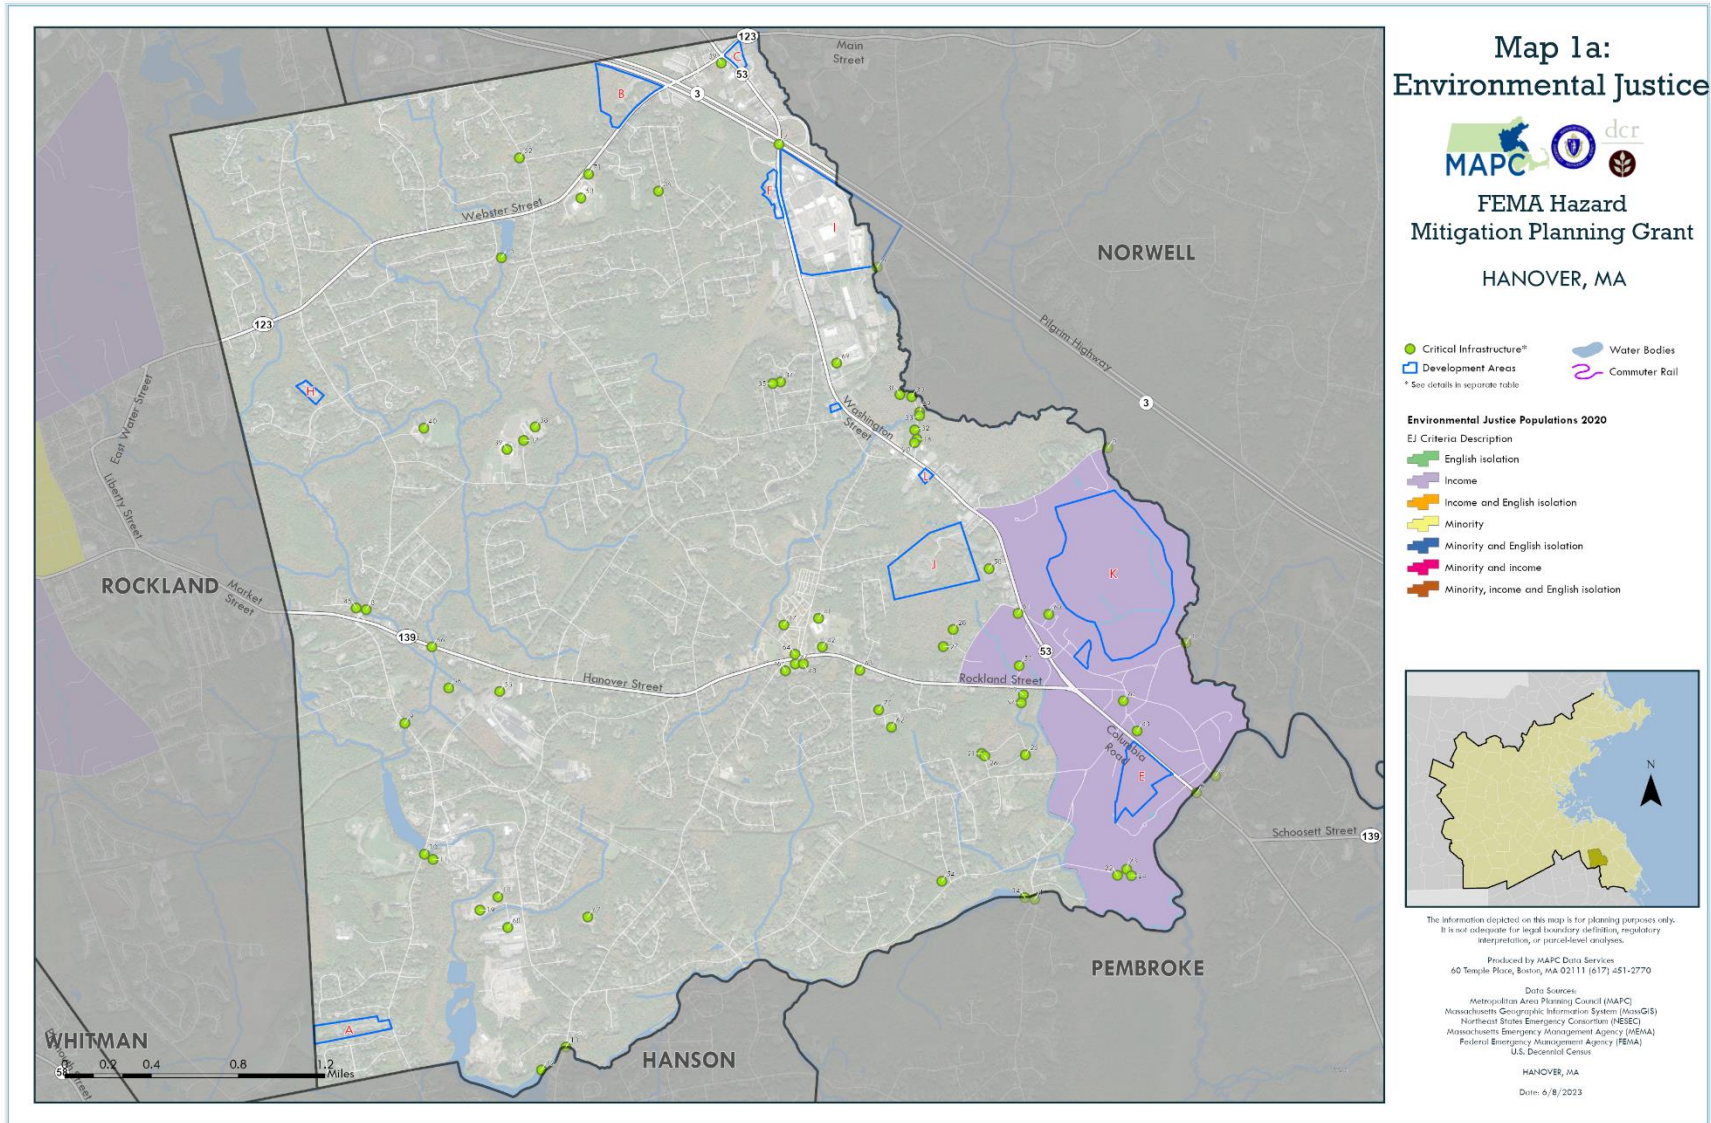 Map 1a:
Environmental Justice
MAPC
dcr
FEMA Hazard
Mitigation Planning Grant
HANOVER, MA
Critical Infrastructure*
Development Areas
* See details in separate table
Water Bodies
Commuter Rail
Environmental Justice Populations 2020
EJ Criteria Description
English isolation
Income
Income and English isolation
Minority
Minority and English isolation
Minority and income
Minority, income and English isolation
N
The information depicted on this map is for planning purposes only.
It is not adequate for legal boundary definition, regulatory
interpretation, or parcel-level analyses.
Produced by MAPC Data Services
60 Temple Place, Boston, MA 02111 (617) 451-2770
Data Sources:
Metropolitan Area Planning Council (MAPC)
Massachusetts Geographic Information System (MassGIS)
Northeast States Emergency Consortium (NESEC)
Massachusetts Emergency Management Agency (MEMA)
Federal Emergency Management Agency (FEMA)
U.S. Decennial Census
HANOVER, MA
Date: 6/8/2023
123
Main
Street
C
53
B
3
F
Webster Street
I
NORWELL
123
Pilgrim Highway
H
East Water Street
Washington
Street
3
Liberty Street
L
ROCKLAND
Market
Street
J
K
139
53
Hanover Street
Rockland Street
Columbia
Road
E
Schoosett Street
139
PEMBROKE
A
WHITMAN
HANSON
58
0.2
0.4
0.8
1.2
Miles